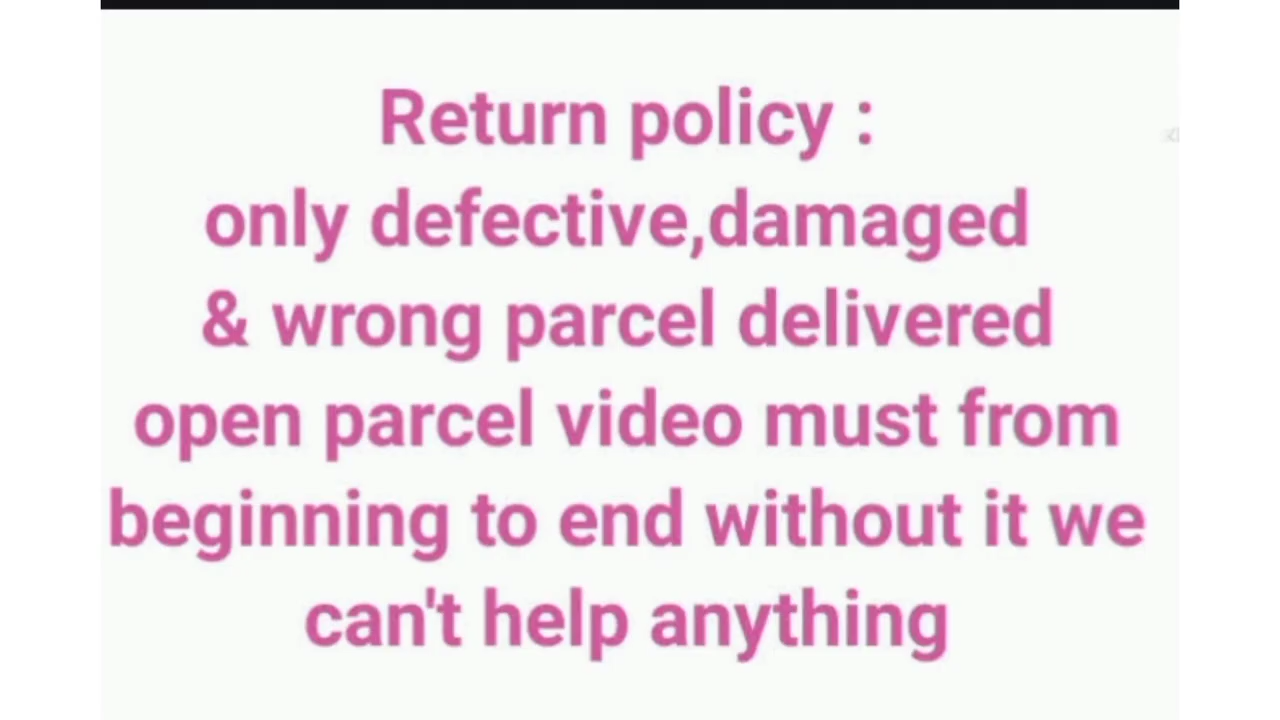 Return policy :
only defective,damaged
& wrong parcel delivered
open parcel video must from
beginning to end without it we
can't help anything